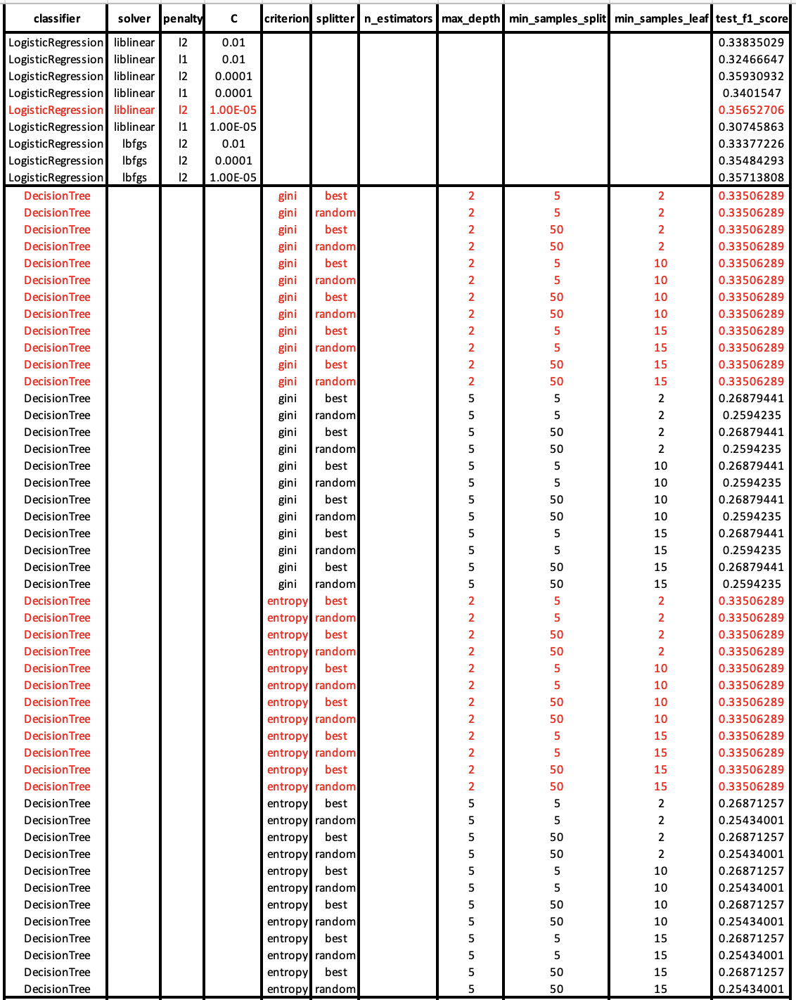 classifier solver penalty C criterion splitter n_estimators max_depth min_samples_split min_samples_leaf test_f1_score
LogisticRegression liblinear l2 0.01 0.33835029
LogisticRegression liblinear l1 0.01 0.32466647
LogisticRegression liblinear l2 0.0001 0.35930932
LogisticRegression liblinear l1 0.0001 0.3401547
LogisticRegression liblinear l2 1.00E-05 0.35652706
LogisticRegression liblinear l1 1.00E-05 0.30745863
LogisticRegression lbfgs l2 0.01 0.33377226
LogisticRegression lbfgs l2 0.0001 0.35484293
LogisticRegression lbfgs l2 1.00E-05 0.35713808
DecisionTree gini best 2 5 2 0.33506289
DecisionTree gini random 2 5 2 0.33506289
DecisionTree gini best 2 50 2 0.33506289
DecisionTree gini random 2 50 2 0.33506289
DecisionTree gini best 2 5 10 0.33506289
DecisionTree gini random 2 5 10 0.33506289
DecisionTree gini best 2 50 10 0.33506289
DecisionTree gini random 2 50 10 0.33506289
DecisionTree gini best 2 5 15 0.33506289
DecisionTree gini random 2 5 15 0.33506289
DecisionTree gini best 2 50 15 0.33506289
DecisionTree gini random 2 50 15 0.33506289
DecisionTree gini best 5 5 2 0.26879441
DecisionTree gini random 5 5 2 0.2594235
DecisionTree gini best 5 50 2 0.26879441
DecisionTree gini random 5 50 2 0.2594235
DecisionTree gini best 5 5 10 0.26879441
DecisionTree gini random 5 5 10 0.2594235
DecisionTree gini best 5 50 10 0.26879441
DecisionTree gini random 5 50 10 0.2594235
DecisionTree gini best 5 5 15 0.26879441
DecisionTree gini random 5 5 15 0.2594235
DecisionTree gini best 5 50 15 0.26879441
DecisionTree gini random 5 50 15 0.2594235
DecisionTree entropy best 2 5 2 0.33506289
DecisionTree entropy random 2 5 2 0.33506289
DecisionTree entropy best 2 50 2 0.33506289
DecisionTree entropy random 2 50 2 0.33506289
DecisionTree entropy best 2 5 10 0.33506289
DecisionTree entropy random 2 5 10 0.33506289
DecisionTree entropy best 2 50 10 0.33506289
DecisionTree entropy random 2 50 10 0.33506289
DecisionTree entropy best 2 5 15 0.33506289
DecisionTree entropy random 2 5 15 0.33506289
DecisionTree entropy best 2 50 15 0.33506289
DecisionTree entropy random 2 50 15 0.33506289
DecisionTree entropy best 5 5 2 0.26871257
DecisionTree entropy random 5 5 2 0.25434001
DecisionTree entropy best 5 50 2 0.26871257
DecisionTree entropy random 5 50 2 0.25434001
DecisionTree entropy best 5 5 10 0.26871257
DecisionTree entropy random 5 5 10 0.25434001
DecisionTree entropy best 5 50 10 0.26871257
DecisionTree entropy random 5 50 10 0.25434001
DecisionTree entropy best 5 5 15 0.26871257
DecisionTree entropy random 5 5 15 0.25434001
DecisionTree entropy best 5 50 15 0.26871257
DecisionTree entropy random 5 50 15 0.25434001